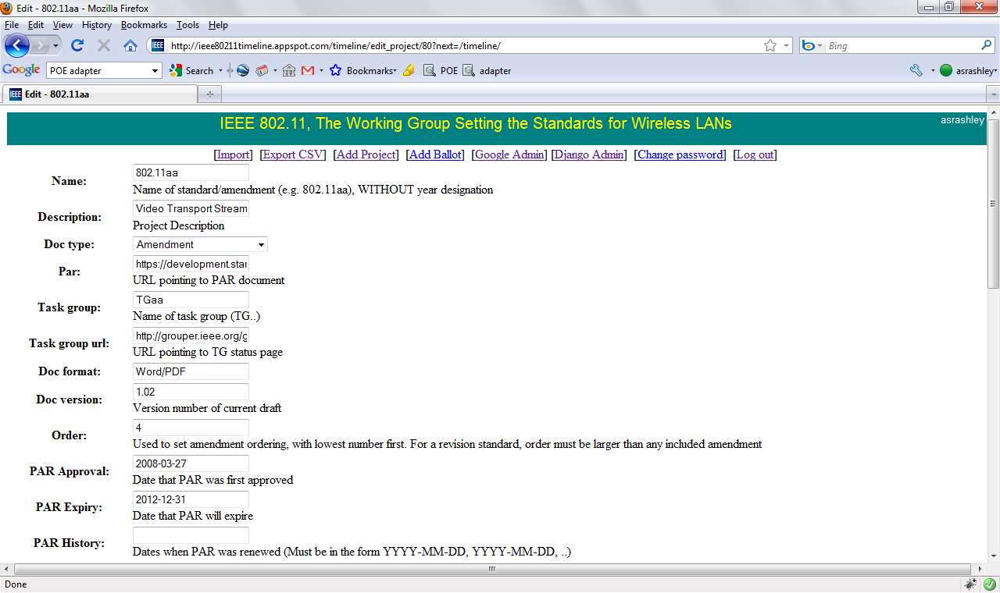 Edit - 802.11aa - Mozilla Firefox
File Edit View History Bookmarks Tools Help
IEEE http://ieee80211timeline.appspot.com/timeline/edit_project/80?next=/timeline/ Bing
Google POE adapter Search Bookmarks POE adapter asrashley
IEEE Edit - 802.11aa
IEEE 802.11, The Working Group Setting the Standards for Wireless LANs asrashley
[Import] [Export CSV] [Add Project] [Add Ballot] [Google Admin] [Django Admin] [Change password] [Log out]
Name: 802.11aa
Name of standard/amendment (e.g. 802.11aa), WITHOUT year designation
Description: Video Transport Stream
Project Description
Doc type: Amendment
Par: https://development.star
URL pointing to PAR document
Task group: TGaa
Name of task group (TG..)
Task group url: http://grouper.ieee.org/g
URL pointing to TG status page
Doc format: Word/PDF
Doc version: 1.02
Version number of current draft
Order: 4
Used to set amendment ordering, with lowest number first. For a revision standard, order must be larger than any included amendment
PAR Approval: 2008-03-27
Date that PAR was first approved
PAR Expiry: 2012-12-31
Date that PAR will expire
PAR History:
Dates when PAR was renewed (Must be in the form YYYY-MM-DD, YYYY-MM-DD, ..)
Done